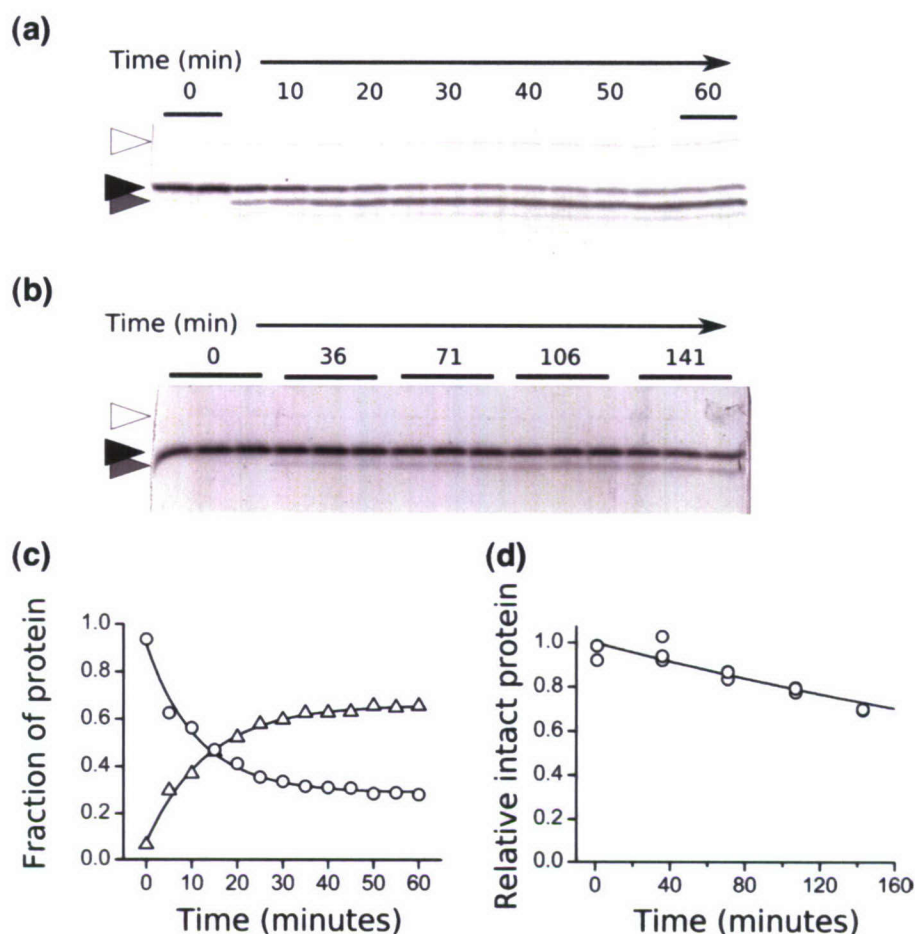 (a)
Time (min)
0 10 20 30 40 50 60
(b)
Time (min)
0 36 71 106 141
(c)
Fraction of protein
1.0
0.8
0.6
0.4
0.2
0.0
0 10 20 30 40 50 60
Time (minutes)
(d)
Relative intact protein
1.0
0.8
0.6
0.4
0.2
0.0
0 40 80 120 160
Time (minutes)